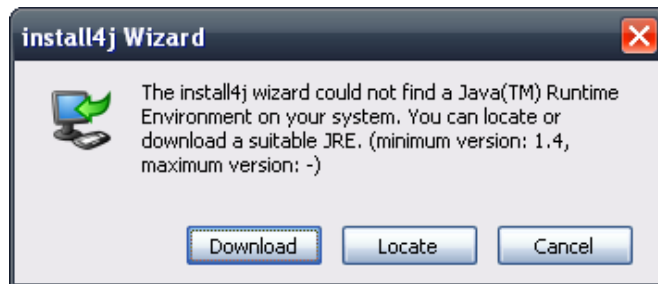 install4j Wizard
The install4j wizard could not find a Java(TM) Runtime
Environment on your system. You can locate or
download a suitable JRE. (minimum version: 1.4,
maximum version: -)
Download Locate Cancel